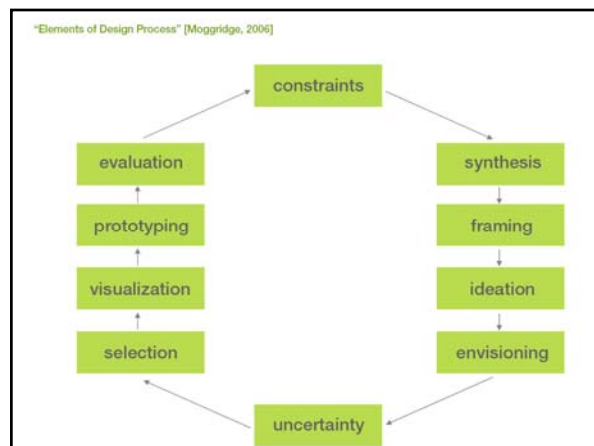 "Elements of Design Process" [Moggridge, 2006]
constraints
evaluation
synthesis
prototyping
framing
visualization
ideation
selection
envisioning
uncertainty